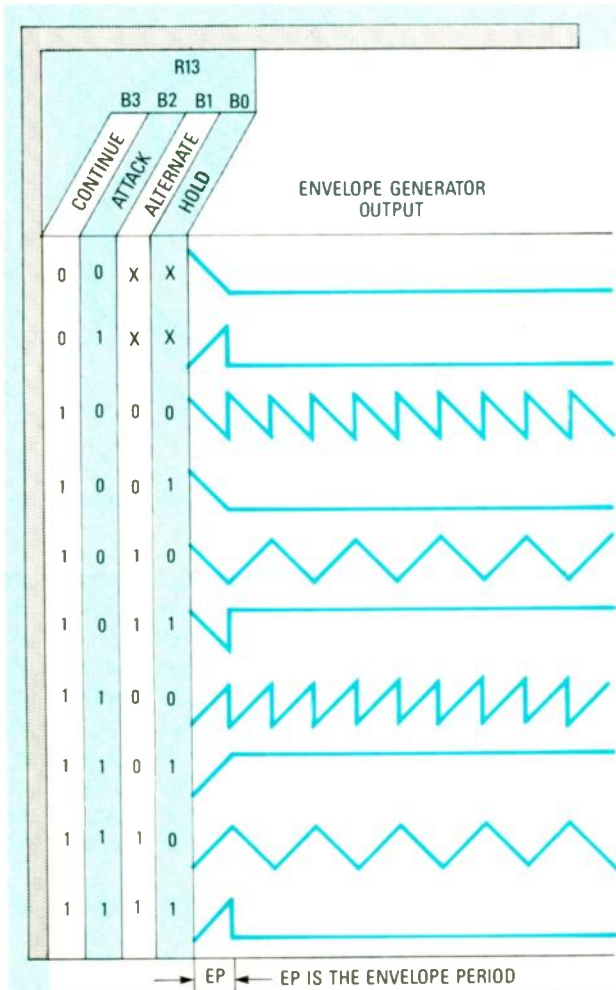 R13
B3 B2 B1 B0
CONTINUE
ATTACK
ALTERNATE
HOLD
ENVELOPE GENERATOR
OUTPUT
0 0 X X
0 1 X X
1 0 0 0
1 0 0 1
1 0 1 0
1 0 1 1
1 1 0 0
1 1 0 1
1 1 1 0
1 1 1 1
EP EP IS THE ENVELOPE PERIOD